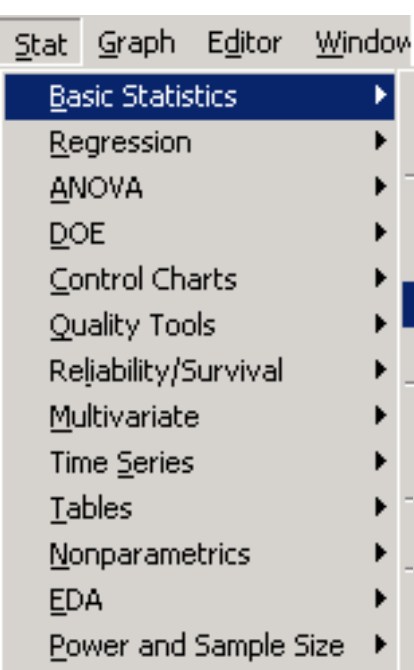 Stat Graph Editor Window
Basic Statistics
Regression
ANOVA
DOE
Control Charts
Quality Tools
Reliability/Survival
Multivariate
Time Series
Tables
Nonparametrics
EDA
Power and Sample Size